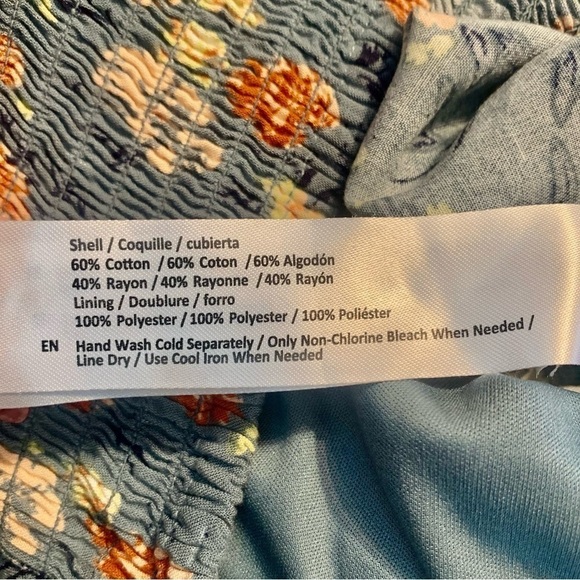 Shell / Coquille / cubierta
60% Cotton / 60% Coton / 60% Algodón
40% Rayon / 40% Rayonne / 40% Rayón
Lining / Doublure / forro
100% Polyester / 100% Polyester / 100% Poliéster
EN Hand Wash Cold Separately / Only Non-Chlorine Bleach When Needed /
Line Dry / Use Cool Iron When Needed